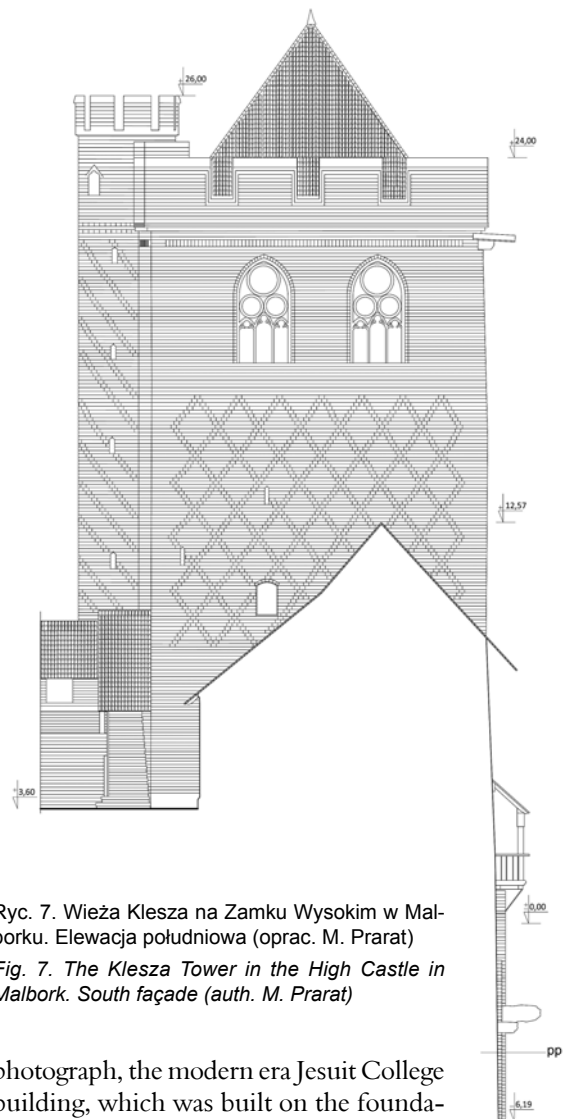 +26,00
+24,00
+12,57
+3,60
±0,00
pp
-6,19
Ryc. 7. Wieża Klesza na Zamku Wysokim w Mal-
borku. Elewacja południowa (oprac. M. Prarat)
Fig. 7. The Klesza Tower in the High Castle in
Malbork. South façade (auth. M. Prarat)
photograph, the modern era Jesuit College
building, which was built on the founda-